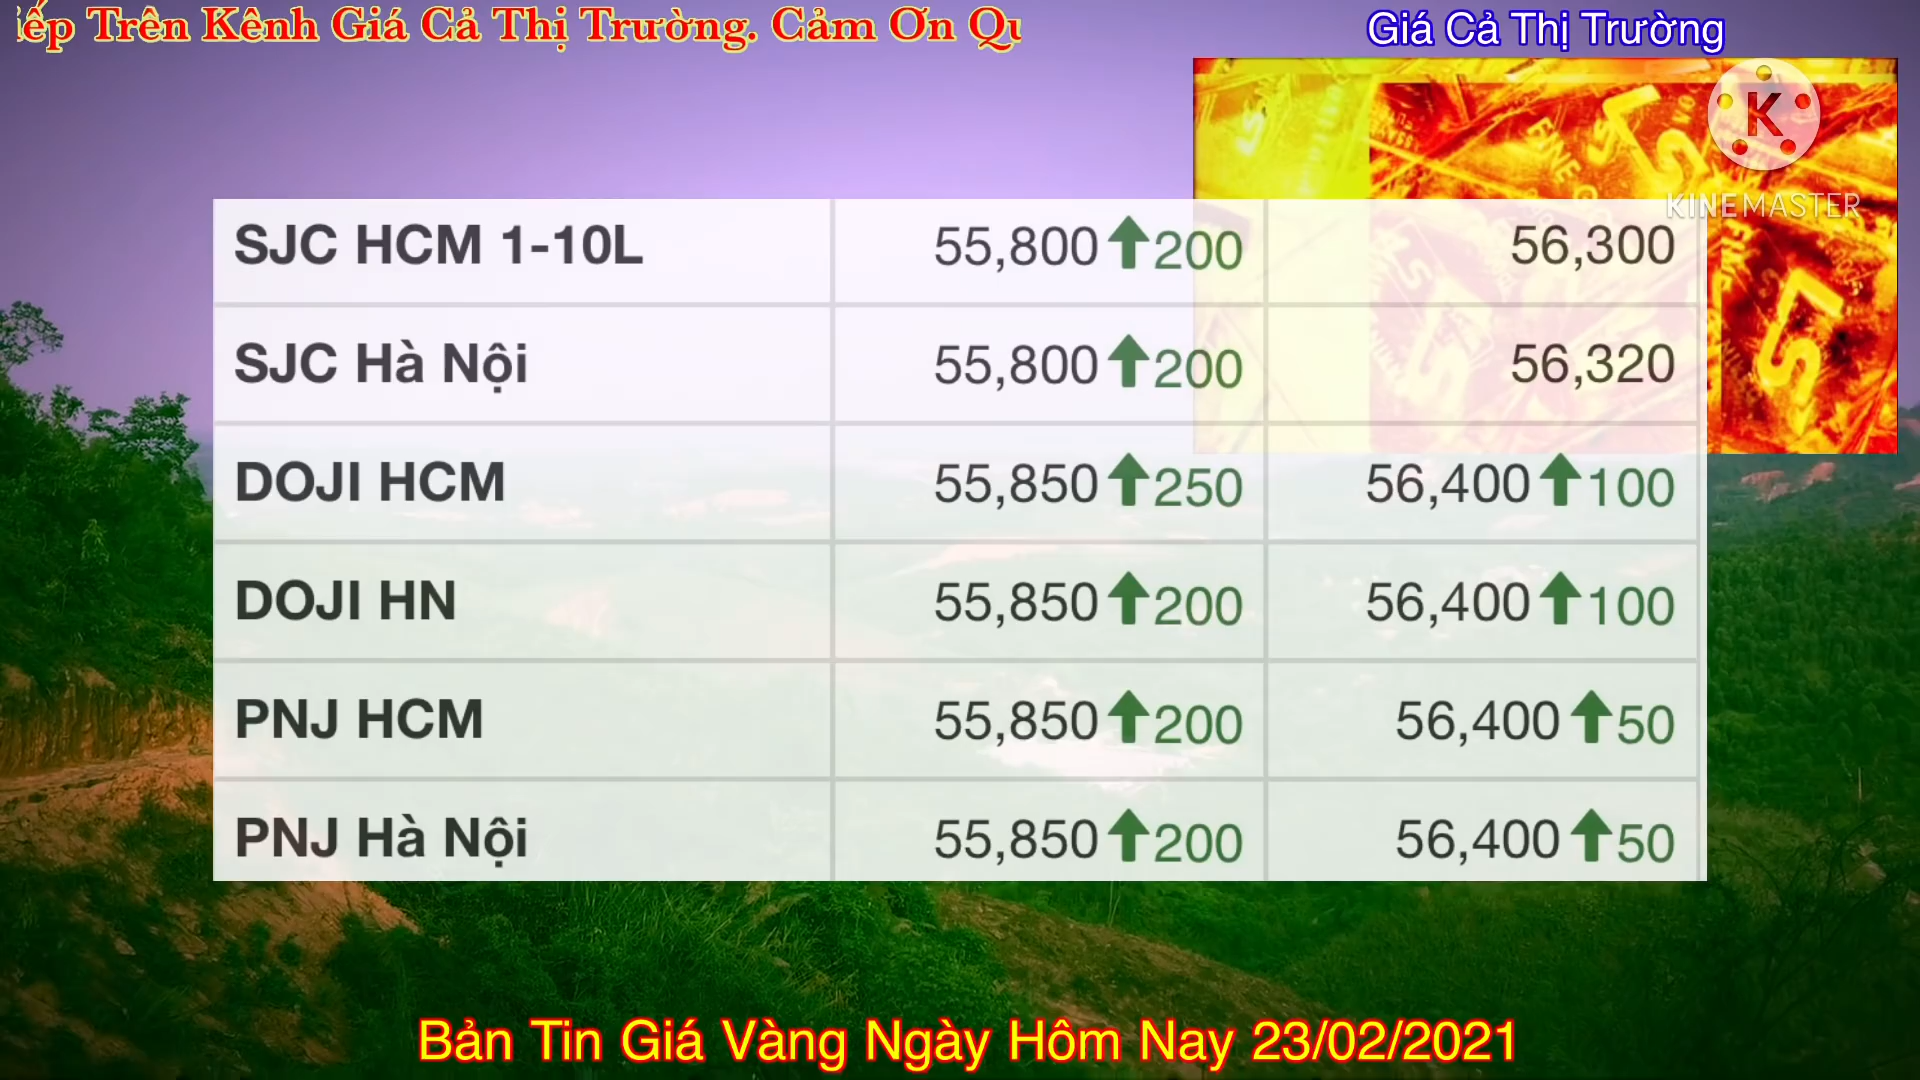 Trên Kênh Giá Cả Thị Trường. Cảm Ơn
Giá Cả Thị Trường
K
KINEMASTER
SJC HCM 1-10L 55,800 ⬆200 56,300
SJC Hà Nội 55,800 ⬆200 56,320
DOJI HCM 55,850 ⬆250 56,400 ⬆100
DOJI HN 55,850 ⬆200 56,400 ⬆100
PNJ HCM 55,850 ⬆200 56,400 ⬆50
PNJ Hà Nội 55,850 ⬆200 56,400 ⬆50
Bản Tin Giá Vàng Ngày Hôm Nay 23/02/2021